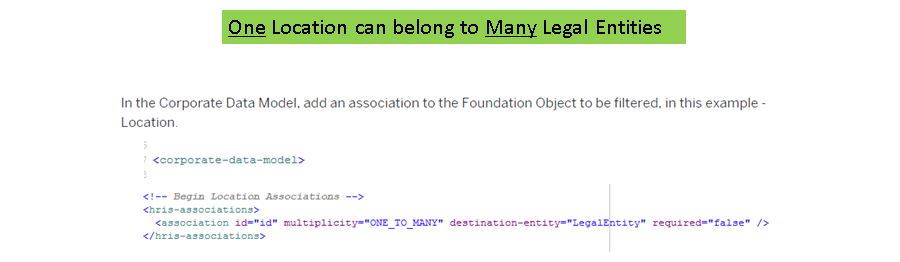 One Location can belong to Many Legal Entities
In the Corporate Data Model, add an association to the Foundation Object to be filtered, in this example -
Location.
7 <corporate-data-model>
<!-- Begin Location Associations -->
<hris-associations>
<association id="id" multiplicity="ONE_TO_MANY" destination-entity="LegalEntity" required="false" />
</hris-associations>